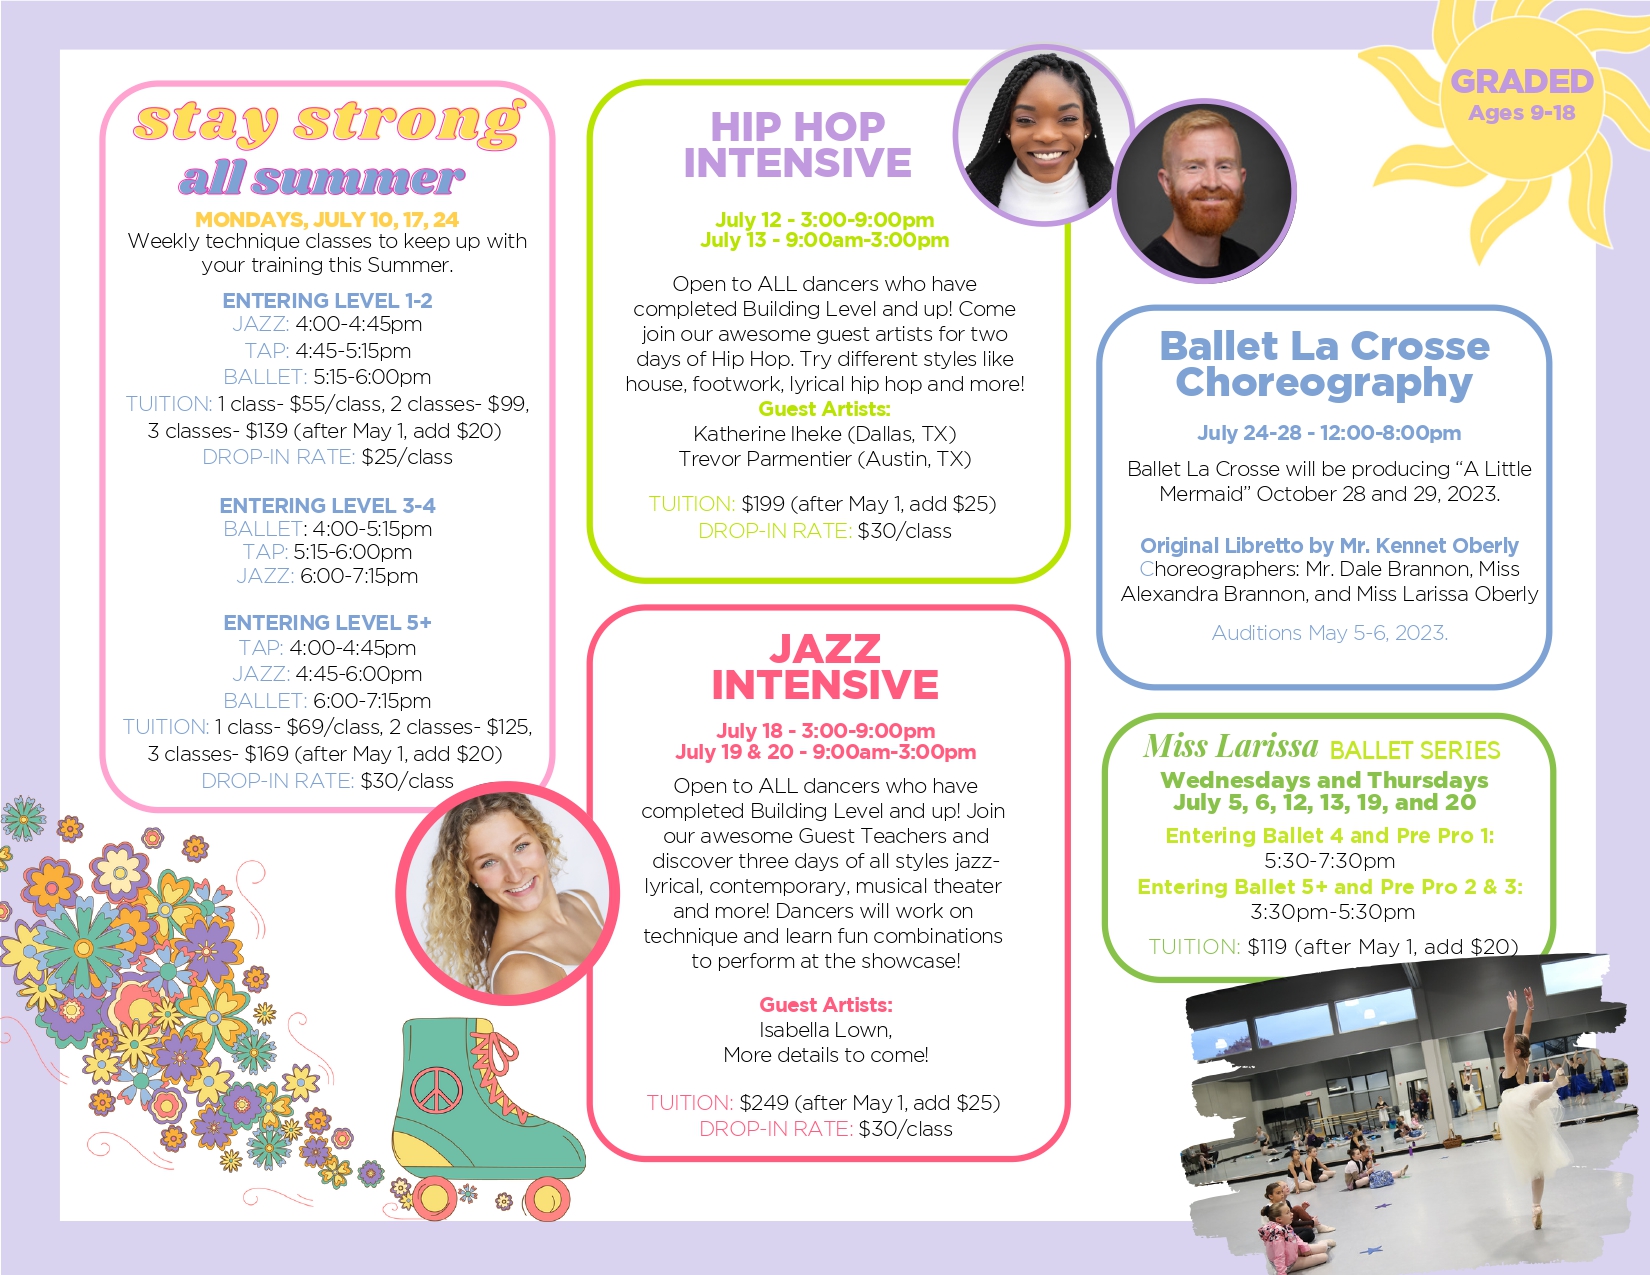 stay strong
all summer
MONDAYS, JULY 10, 17, 24
Weekly technique classes to keep up with
your training this Summer.
ENTERING LEVEL 1-2
JAZZ: 4:00-4:45pm
TAP: 4:45-5:15pm
BALLET: 5:15-6:00pm
TUITION: 1 class- $55/class, 2 classes- $99,
3 classes- $139 (after May 1, add $20)
DROP-IN RATE: $25/class
ENTERING LEVEL 3-4
BALLET: 4:00-5:15pm
TAP: 5:15-6:00pm
JAZZ: 6:00-7:15pm
ENTERING LEVEL 5+
TAP: 4:00-4:45pm
JAZZ: 4:45-6:00pm
BALLET: 6:00-7:15pm
TUITION: 1 class- $69/class, 2 classes- $125,
3 classes- $169 (after May 1, add $20)
DROP-IN RATE: $30/class
HIP HOP
INTENSIVE
July 12 - 3:00-9:00pm
July 13 - 9:00am-3:00pm
Open to ALL dancers who have
completed Building Level and up! Come
join our awesome guest artists for two
days of Hip Hop. Try different styles like
house, footwork, lyrical hip hop and more!
Guest Artists:
Katherine Iheke (Dallas, TX)
Trevor Parmentier (Austin, TX)
TUITION: $199 (after May 1, add $25)
DROP-IN RATE: $30/class
JAZZ
INTENSIVE
July 18 - 3:00-9:00pm
July 19 & 20 - 9:00am-3:00pm
Open to ALL dancers who have
completed Building Level and up! Join
our awesome Guest Teachers and
discover three days of all styles jazz-
lyrical, contemporary, musical theater
and more! Dancers will work on
technique and learn fun combinations
to perform at the showcase!
Guest Artists:
Isabella Lown,
More details to come!
TUITION: $249 (after May 1, add $25)
DROP-IN RATE: $30/class
GRADED
Ages 9-18
Ballet La Crosse
Choreography
July 24-28 - 12:00-8:00pm
Ballet La Crosse will be producing “A Little
Mermaid” October 28 and 29, 2023.
Original Libretto by Mr. Kennet Oberly
Choreographers: Mr. Dale Brannon, Miss
Alexandra Brannon, and Miss Larissa Oberly
Auditions May 5-6, 2023.
Miss Larissa BALLET SERIES
Wednesdays and Thursdays
July 5, 6, 12, 13, 19, and 20
Entering Ballet 4 and Pre Pro 1:
5:30-7:30pm
Entering Ballet 5+ and Pre Pro 2 & 3:
3:30pm-5:30pm
TUITION: $119 (after May 1, add $20)